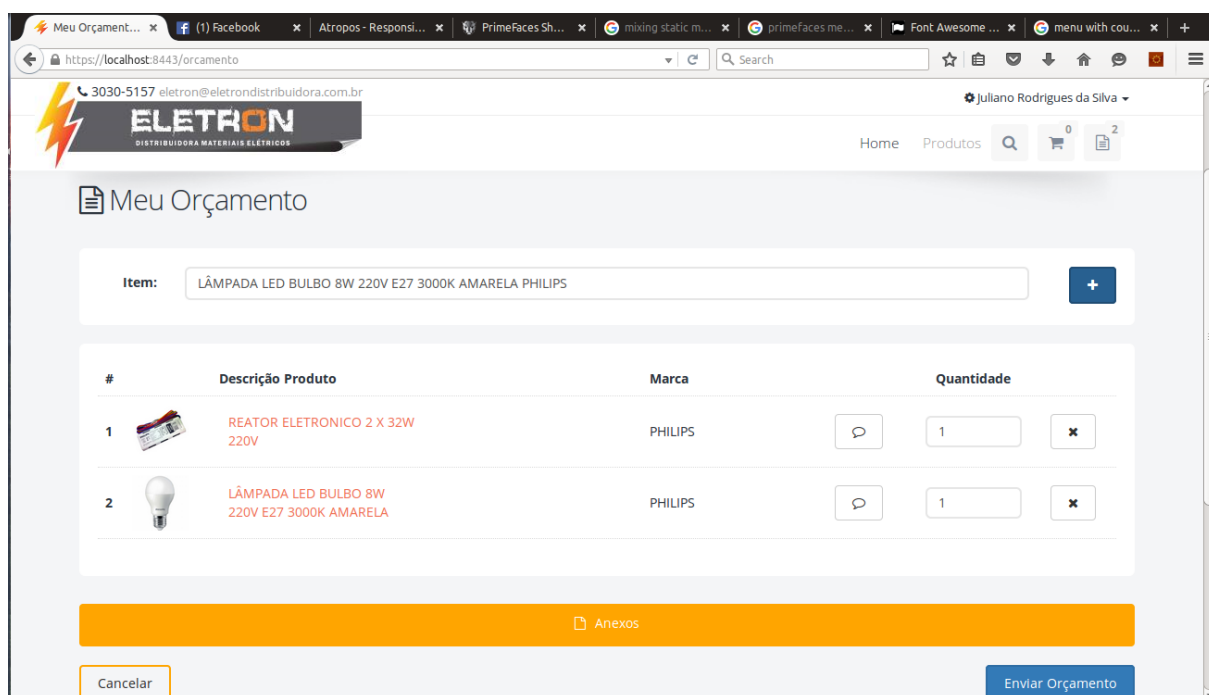 Meu Orçament...
(1) Facebook
Atropos - Responsi...
PrimeFaces Sh...
mixing static m...
primefaces me...
Font Awesome ...
menu with cou...
https://localhost:8443/orcamento
Search
3030-5157 eletron@eletrondistribuidora.com.br
Juliano Rodrigues da Silva
ELETRON
DISTRIBUIDORA MATERIAIS ELÉTRICOS
Home Produtos 0 2
Meu Orçamento
Item: LÂMPADA LED BULBO 8W 220V E27 3000K AMARELA PHILIPS
# Descrição Produto Marca Quantidade
1 REATOR ELETRONICO 2 X 32W PHILIPS 1
220V
2 LÂMPADA LED BULBO 8W PHILIPS 1
220V E27 3000K AMARELA
Anexos
Cancelar Enviar Orçamento